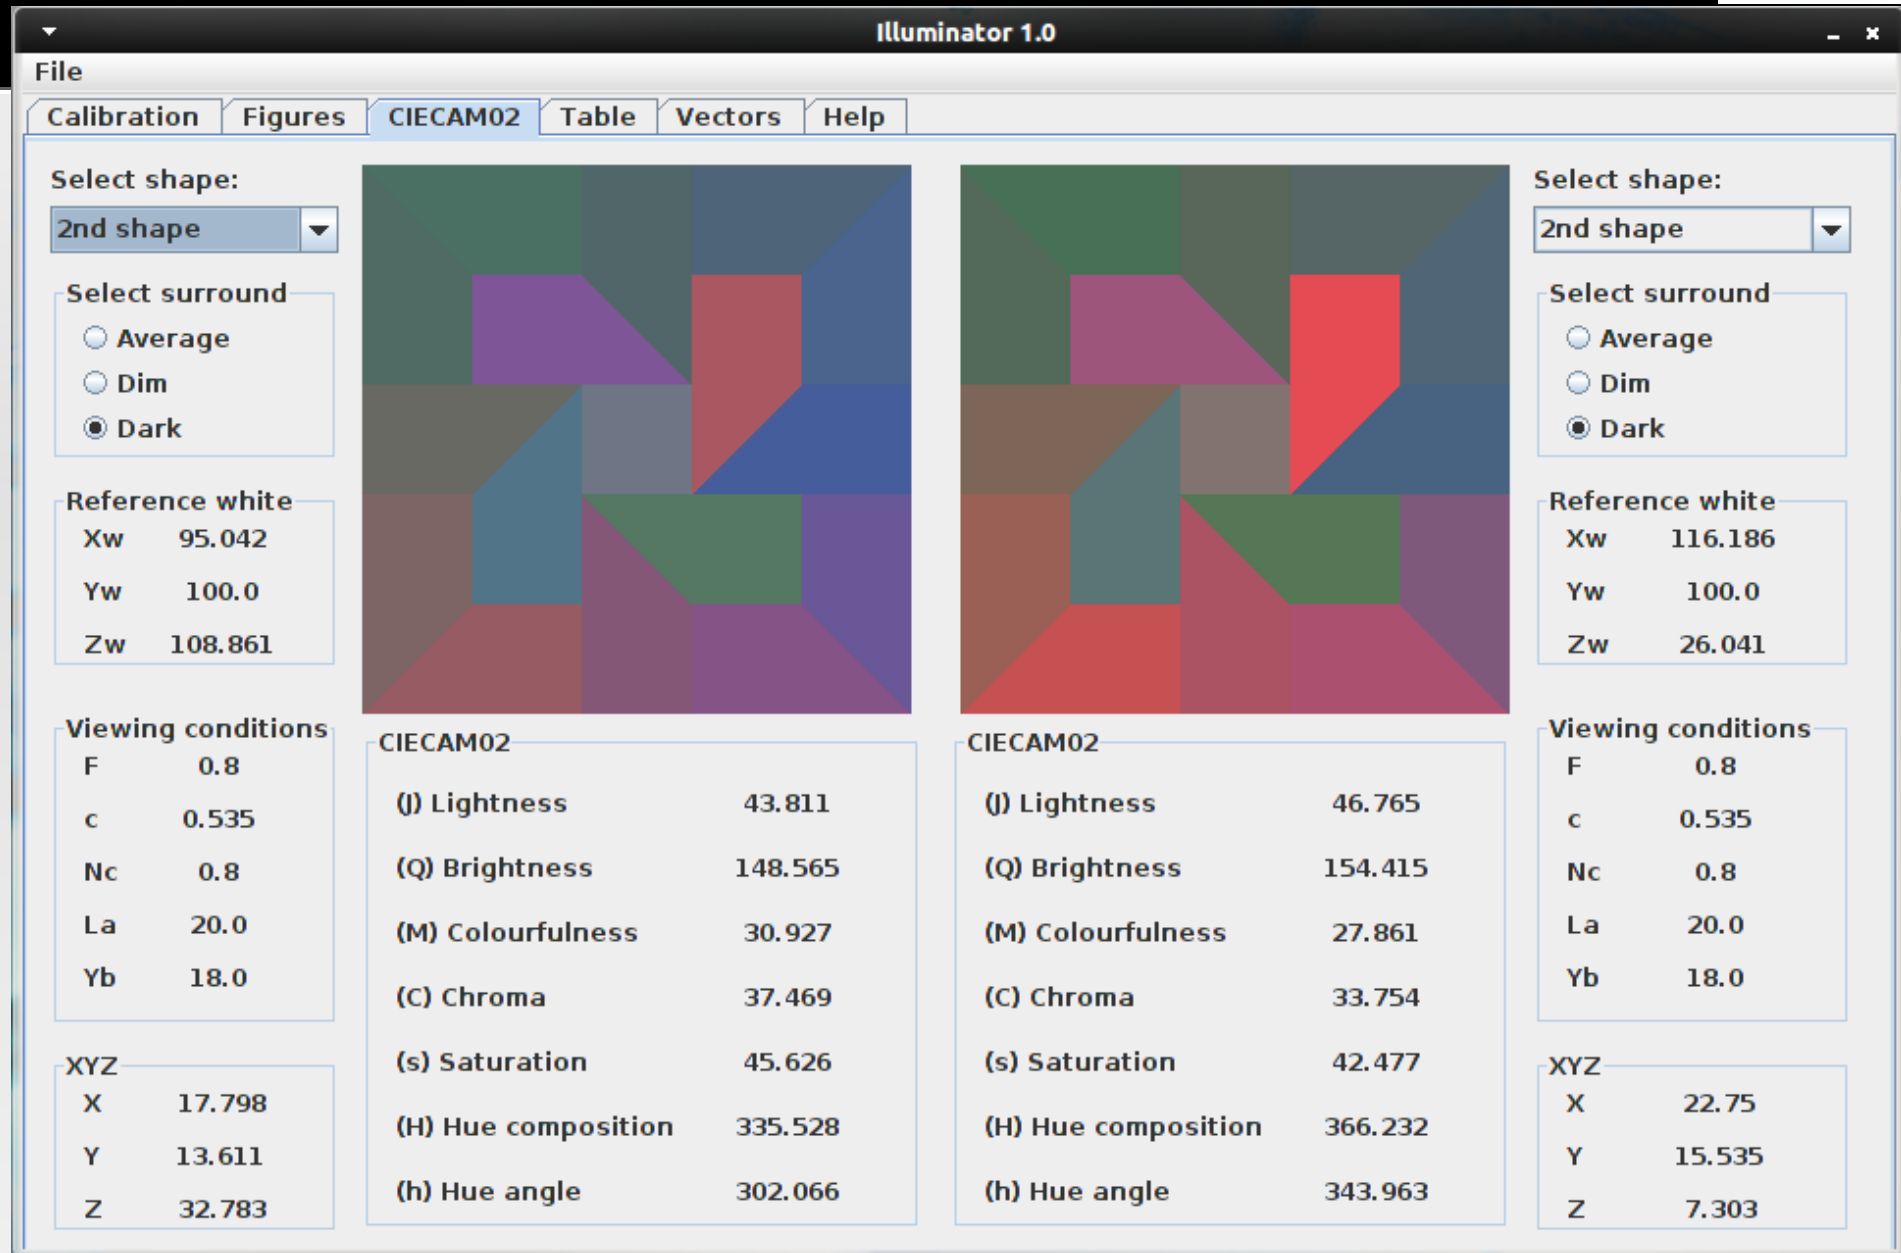 Illuminator 1.0
File
Calibration Figures CIECAM02 Table Vectors Help
Select shape:
2nd shape
Select surround
Average
Dim
Dark
Reference white
Xw 95.042
Yw 100.0
Zw 108.861
Viewing conditions
F 0.8
c 0.535
Nc 0.8
La 20.0
Yb 18.0
XYZ
X 17.798
Y 13.611
Z 32.783
CIECAM02
(J) Lightness 43.811
(Q) Brightness 148.565
(M) Colourfulness 30.927
(C) Chroma 37.469
(s) Saturation 45.626
(H) Hue composition 335.528
(h) Hue angle 302.066
CIECAM02
(J) Lightness 46.765
(Q) Brightness 154.415
(M) Colourfulness 27.861
(C) Chroma 33.754
(s) Saturation 42.477
(H) Hue composition 366.232
(h) Hue angle 343.963
Select shape:
2nd shape
Select surround
Average
Dim
Dark
Reference white
Xw 116.186
Yw 100.0
Zw 26.041
Viewing conditions
F 0.8
c 0.535
Nc 0.8
La 20.0
Yb 18.0
XYZ
X 22.75
Y 15.535
Z 7.303